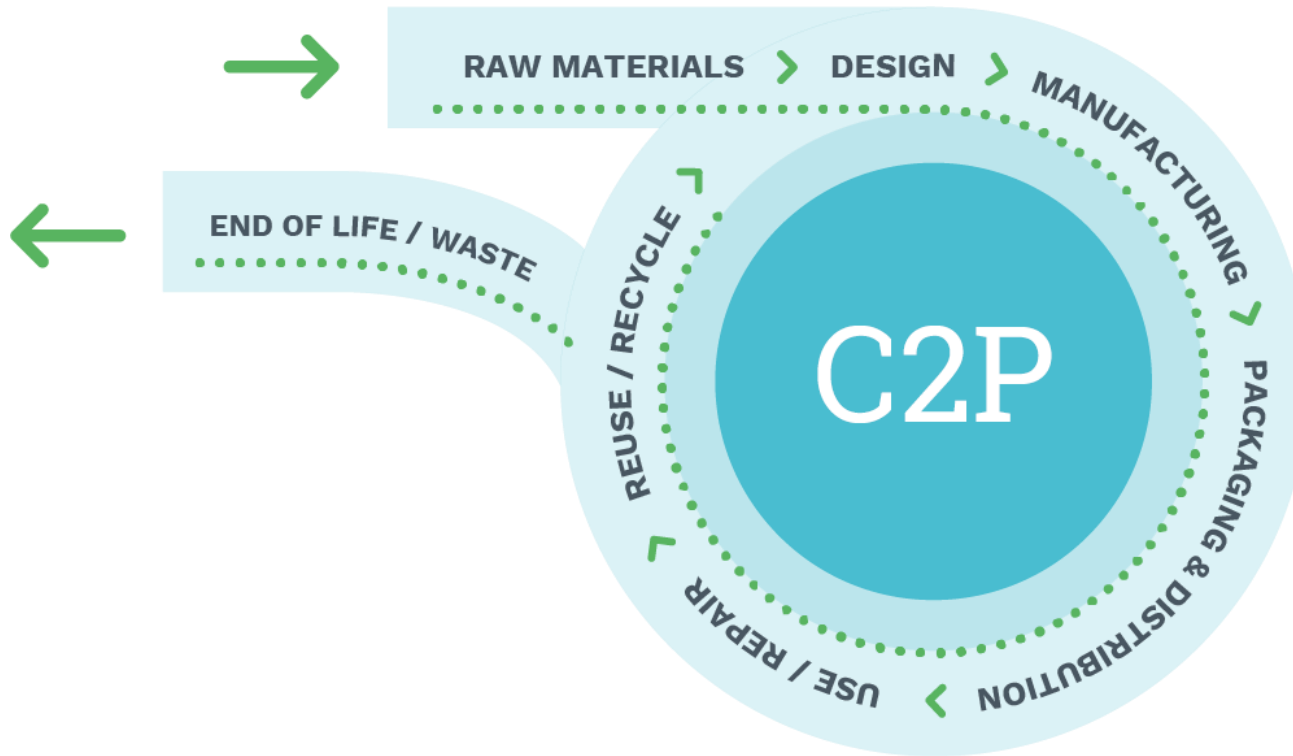 RAW MATERIALS
DESIGN
MANUFACTURING
PACKAGING & DISTRIBUTION
USE / REPAIR
REUSE / RECYCLE
END OF LIFE / WASTE
C2P